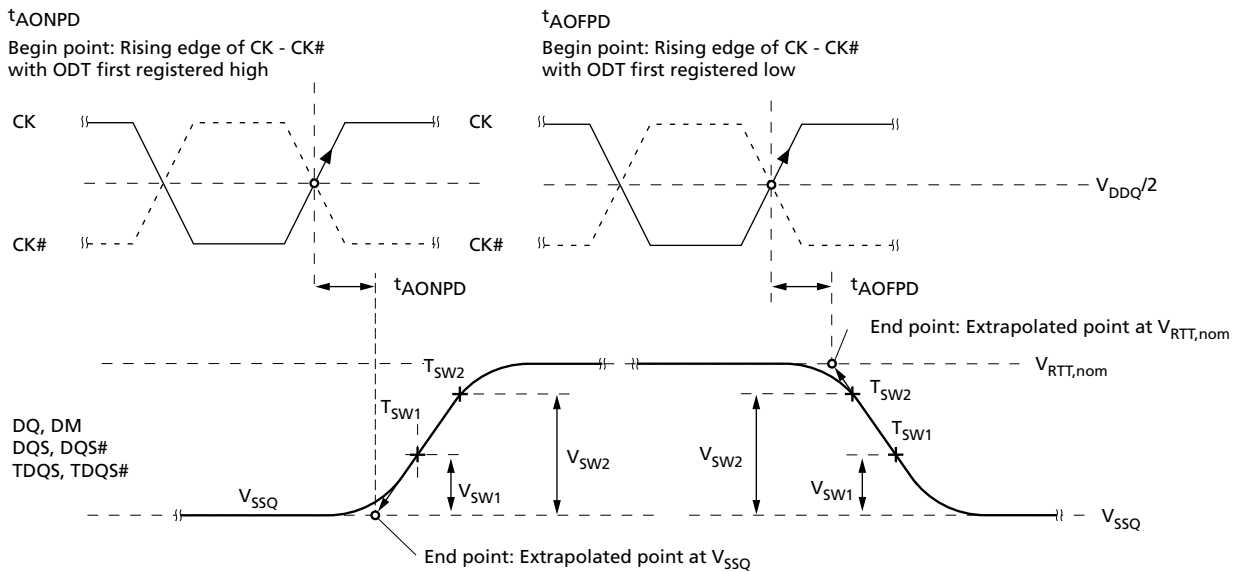 tAONPD
Begin point: Rising edge of CK - CK#
with ODT first registered high
tAOFPD
Begin point: Rising edge of CK - CK#
with ODT first registered low
CK
CK
VDDQ/2
CK#
CK#
tAONPD
tAOFPD
End point: Extrapolated point at VRTT,nom
VRTT,nom
TSW2
TSW2
TSW1
TSW1
DQ, DM
DQS, DQS#
TDQS, TDQS#
VSW2
VSW2
VSW1
VSW1
VSSQ
VSSQ
End point: Extrapolated point at VSSQ